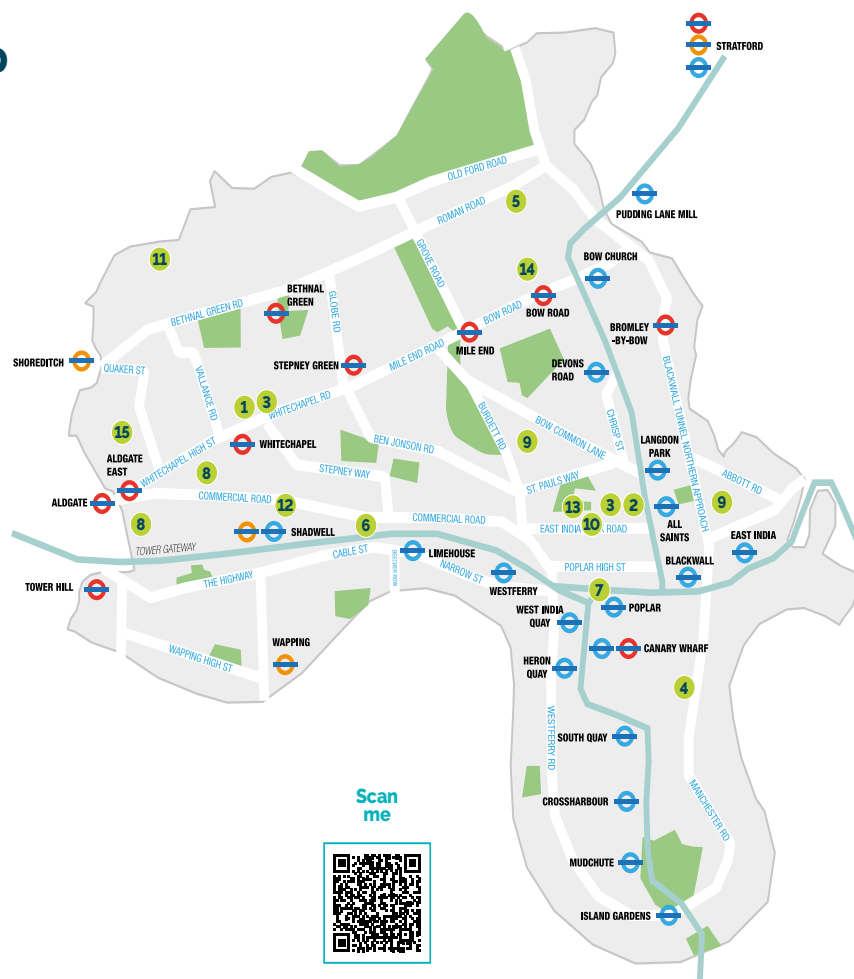 STRATFORD
PUDDING LANE MILL
OLD FORD ROAD
ROMAN ROAD
5
11
GROVE ROAD
14
BOW CHURCH
BETHNAL
GREEN
BETHNAL GREEN RD
GLOBE RD
BOW ROAD
BOW ROAD
BROMLEY
-BY-BOW
MILE END
MILE END ROAD
SHOREDITCH
QUAKER ST
STEPNEY GREEN
DEVONS
ROAD
VALLANCE RD
1
3
WHITECHAPEL RD
BURDETT RD
BOW COMMON LANE
CHRISP ST
BLACKWALL TUNNEL NORTHERN APPROACH
15
WHITECHAPEL HIGH ST
WHITECHAPEL
BEN JONSON RD
9
LANGDON
PARK
ALDGATE
EAST
8
STEPNEY WAY
ST. PAULS WAY
ABBOTT RD
ALDGATE
COMMERCIAL ROAD
12
13
3
2
9
8
6
COMMERCIAL ROAD
10
EAST INDIA
ROAD
ALL
SAINTS
SHADWELL
EAST INDIA
TOWER GATEWAY
CABLE ST
LIMEHOUSE
BLACKWALL
THE HIGHWAY
NARROW ST
POPLAR HIGH ST
TOWER HILL
WESTFERRY
7
WEST INDIA
QUAY
POPLAR
WAPPING
WAPPING HIGH ST
CANARY WHARF
HERON
QUAY
4
WESTFERRY RD
SOUTH QUAY
MANCHESTER RD
Scan
me
CROSSHARBOUR
MUDCHUTE
ISLAND GARDENS